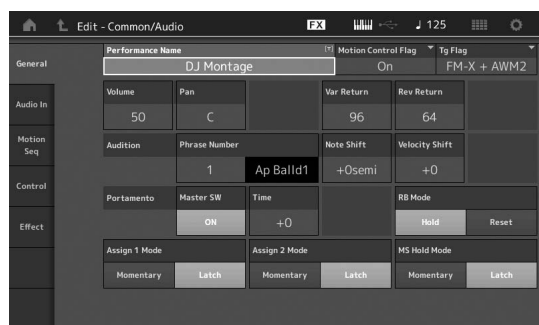 Edit - Common/Audio FX 125
Performance Name Motion Control Flag Tg Flag
General DJ Montage On FM-X + AWM2
Volume Pan Var Return Rev Return
Audio In 50 C 96 64
Motion Seq Audition Phrase Number Note Shift Velocity Shift
1 Ap Balld1 +0semi +0
Control
Portamento Master SW Time RB Mode
Effect ON +0 Hold Reset
Assign 1 Mode Assign 2 Mode MS Hold Mode
Momentary Latch Momentary Latch Momentary Latch